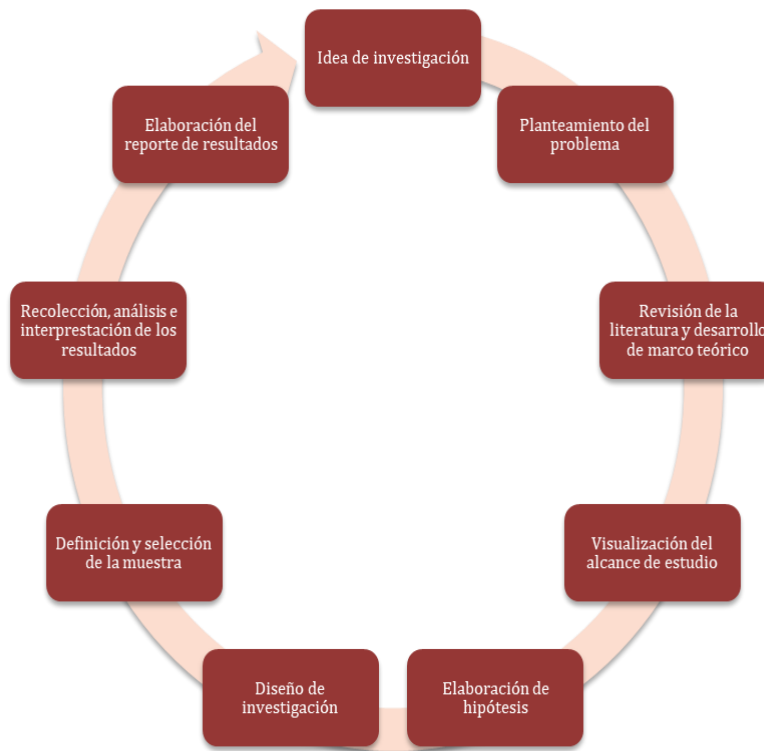 Idea de investigación
Planteamiento del
problema
Revisión de la
literatura y desarrollo
de marco teórico
Visualización del
alcance de estudio
Elaboración de
hipótesis
Diseño de
investigación
Definición y selección
de la muestra
Recolección, análisis e
interprestación de los
resultados
Elaboración del
reporte de resultados